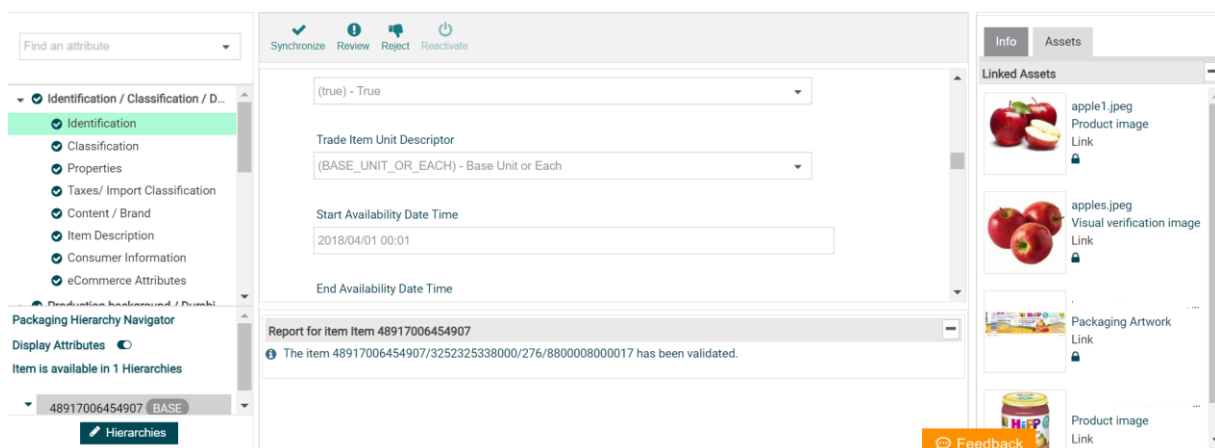 Find an attribute
Identification / Classification / D...
Identification
Classification
Properties
Taxes/ Import Classification
Content / Brand
Item Description
Consumer Information
eCommerce Attributes
Packaging Hierarchy Navigator
Display Attributes
Item is available in 1 Hierarchies
48917006454907 BASE
Hierarchies
Synchronize Review Reject Reactivate
(true) - True
Trade Item Unit Descriptor
(BASE_UNIT_OR_EACH) - Base Unit or Each
Start Availability Date Time
2018/04/01 00:01
End Availability Date Time
Report for item Item 48917006454907
The item 48917006454907/3252325338000/276/8800008000017 has been validated.
Info Assets
Linked Assets
apple1.jpeg
Product image
Link
apples.jpeg
Visual verification image
Link
Packaging Artwork
Link
HiPP
Product image
Link
Feedback